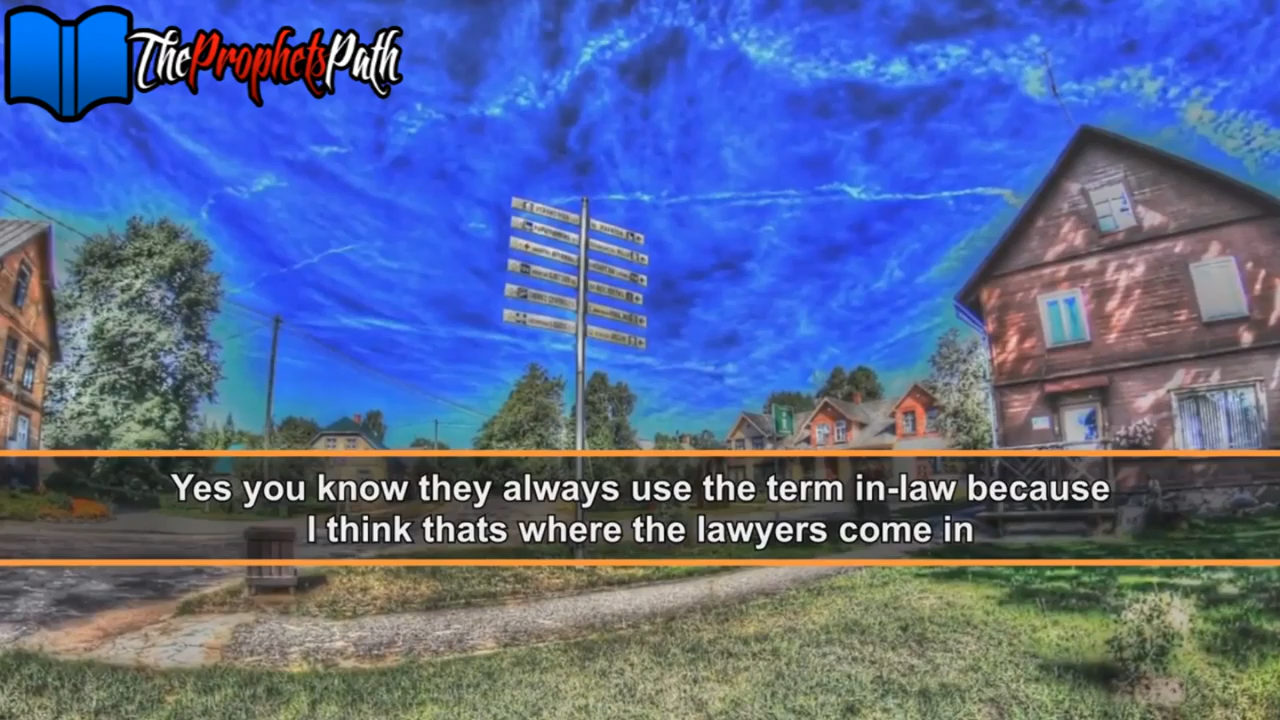 TheProphetsPath
Yes you know they always use the term in-law because
I think thats where the lawyers come in